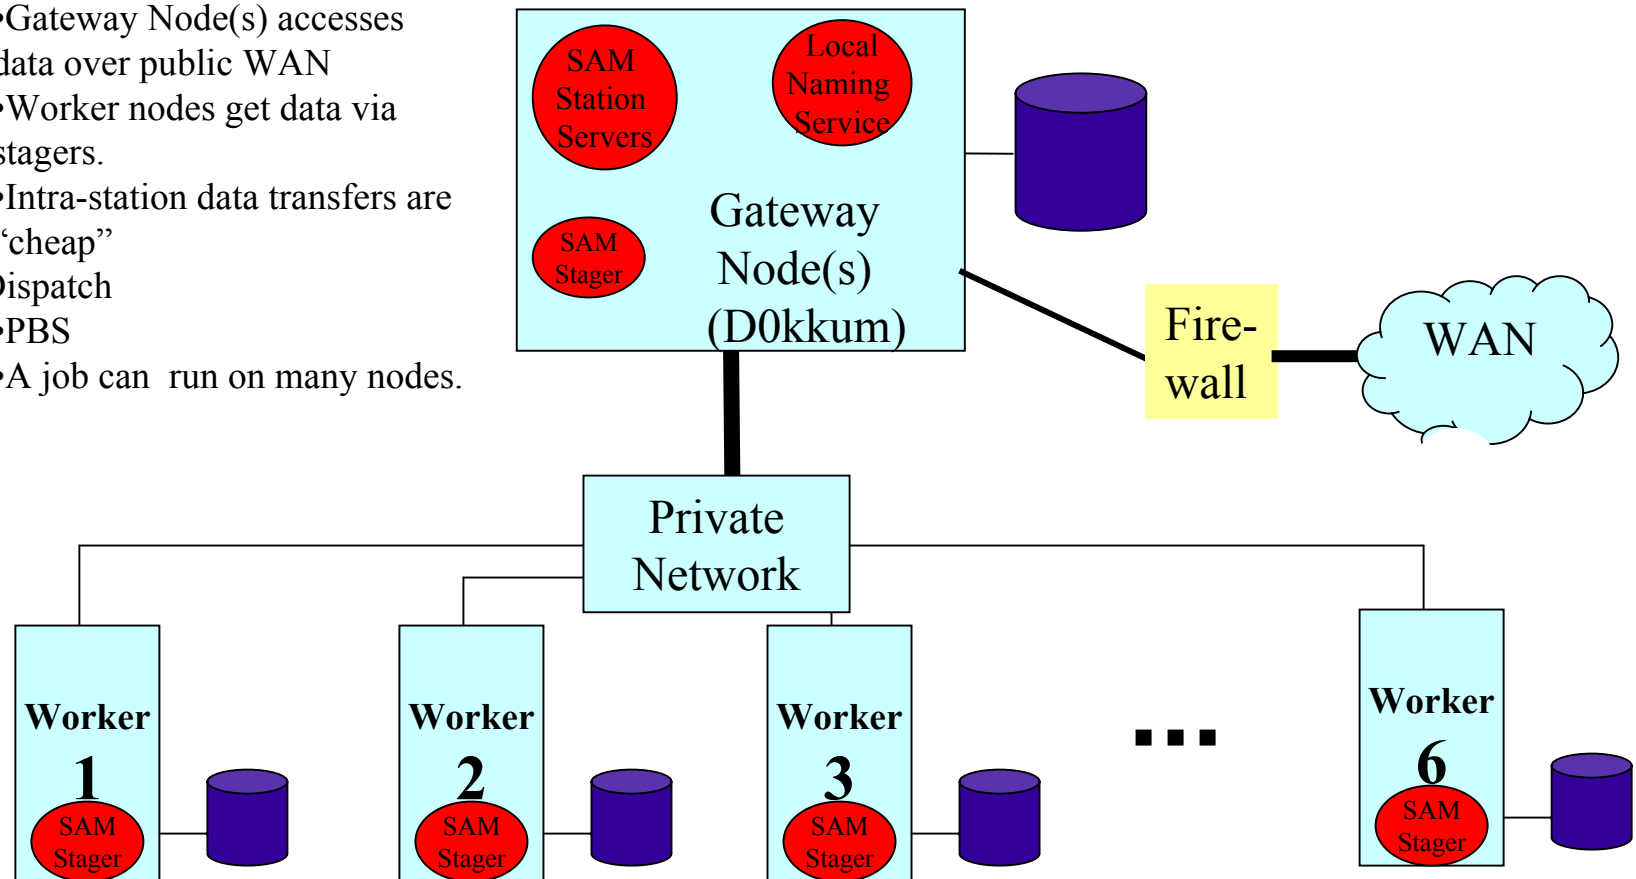 •Gateway Node(s) accesses
data over public WAN
•Worker nodes get data via
stagers.
•Intra-station data transfers are
“cheap”
Dispatch
•PBS
•A job can  run on many nodes.
SAM
Station
Servers
Local
Naming
Service
SAM
Stager
Gateway
Node(s)
(D0kkum)
Fire-
wall
WAN
Private
Network
Worker
1
SAM
Stager
Worker
2
SAM
Stager
Worker
3
SAM
Stager
...
Worker
6
SAM
Stager